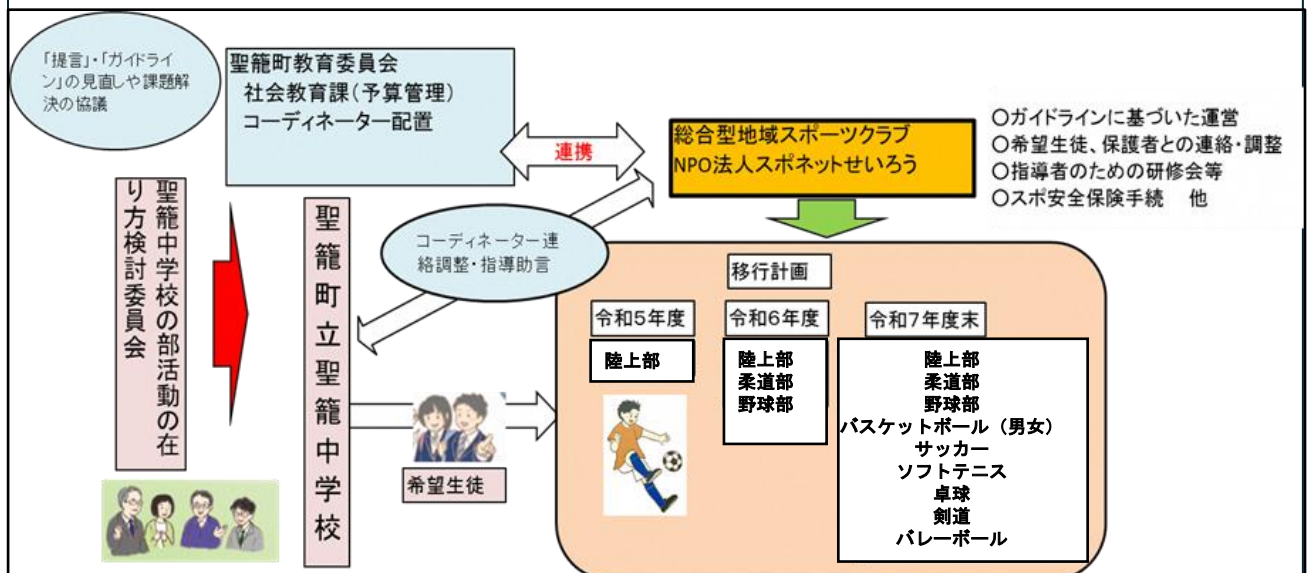 「提言」・「ガイドライ
ン」の見直しや課題解
決の協議
聖籠町教育委員会
社会教育課(予算管理)
コーディネーター配置
連携
総合型地域スポーツクラブ
NPO法人スポネットせいろう
○ガイドラインに基づいた運営
○希望生徒、保護者との連絡・調整
○指導者のための研修会等
○スポ安全保険手続　他
聖籠中学校の部活動の在
り方検討委員会
聖籠町立聖籠中学校
コーディネーター連
絡調整・指導助言
希望生徒
移行計画
令和5年度
陸上部
令和6年度
陸上部
柔道部
野球部
令和7年度末
陸上部
柔道部
野球部
バスケットボール（男女）
サッカー
ソフトテニス
卓球
剣道
バレーボール